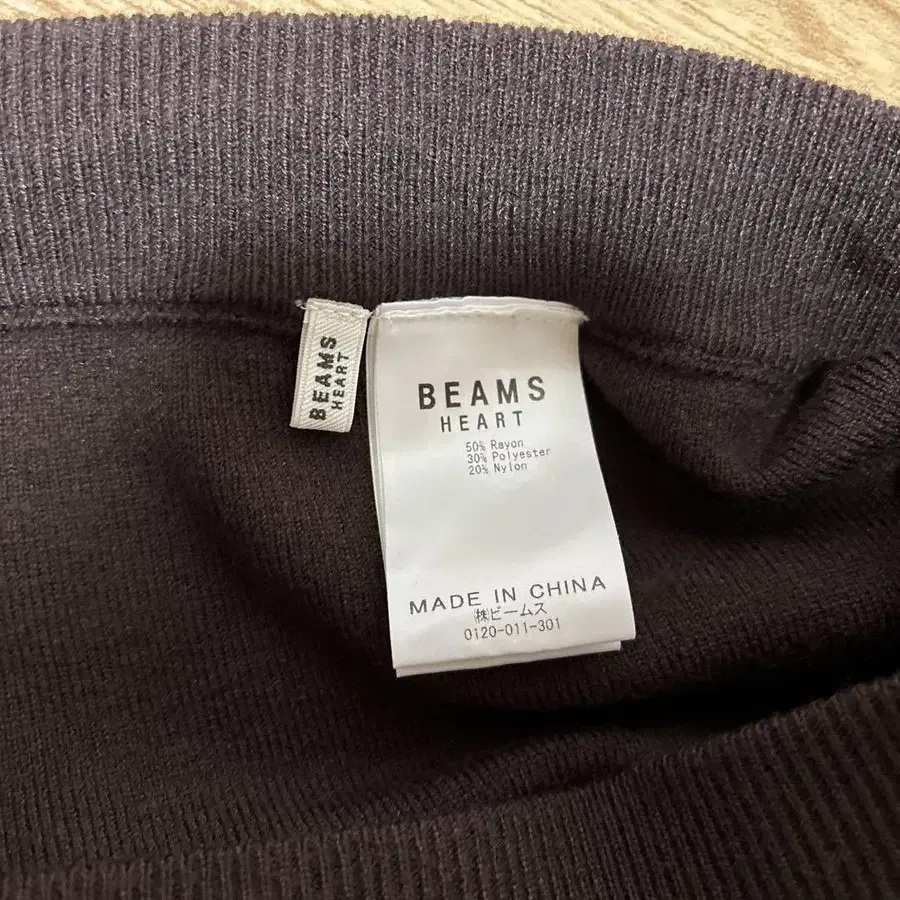 BEAMS
HEART
BEAMS
HEART
50% Rayon
30% Polyester
20% Nylon
MADE IN CHINA
㈱ビームス
0120-011-301